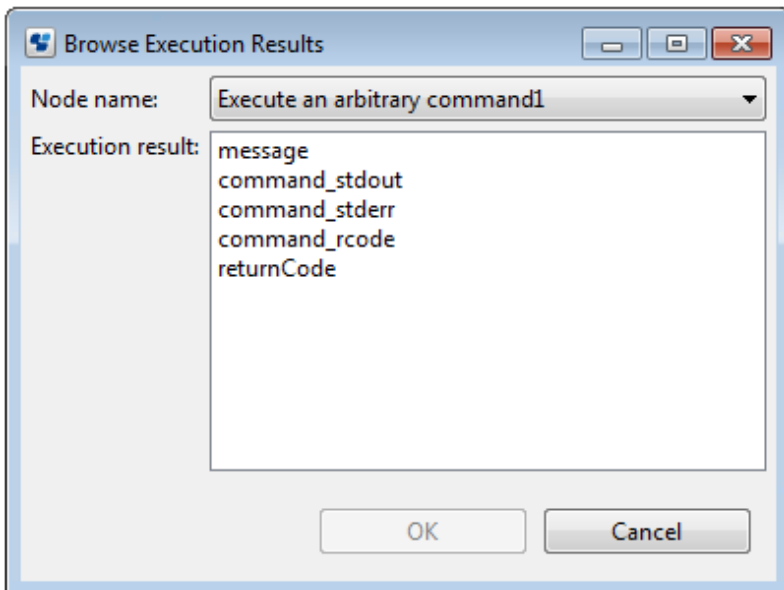 Browse Execution Results
Node name: Execute an arbitrary command1
Execution result: message
command_stdout
command_stderr
command_rcode
returnCode
OK Cancel